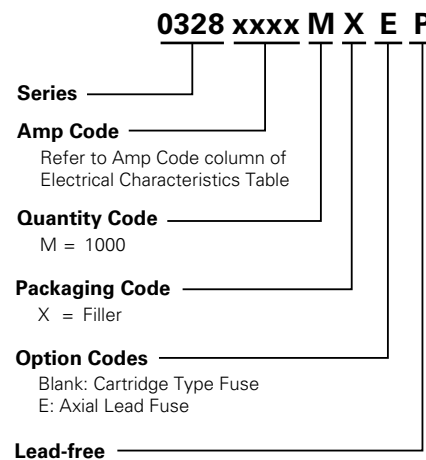 0328 xxxx M X E P
Series
Amp Code
Refer to Amp Code column of
Electrical Characteristics Table
Quantity Code
M = 1000
Packaging Code
X = Filler
Option Codes
Blank: Cartridge Type Fuse
E: Axial Lead Fuse
Lead-free